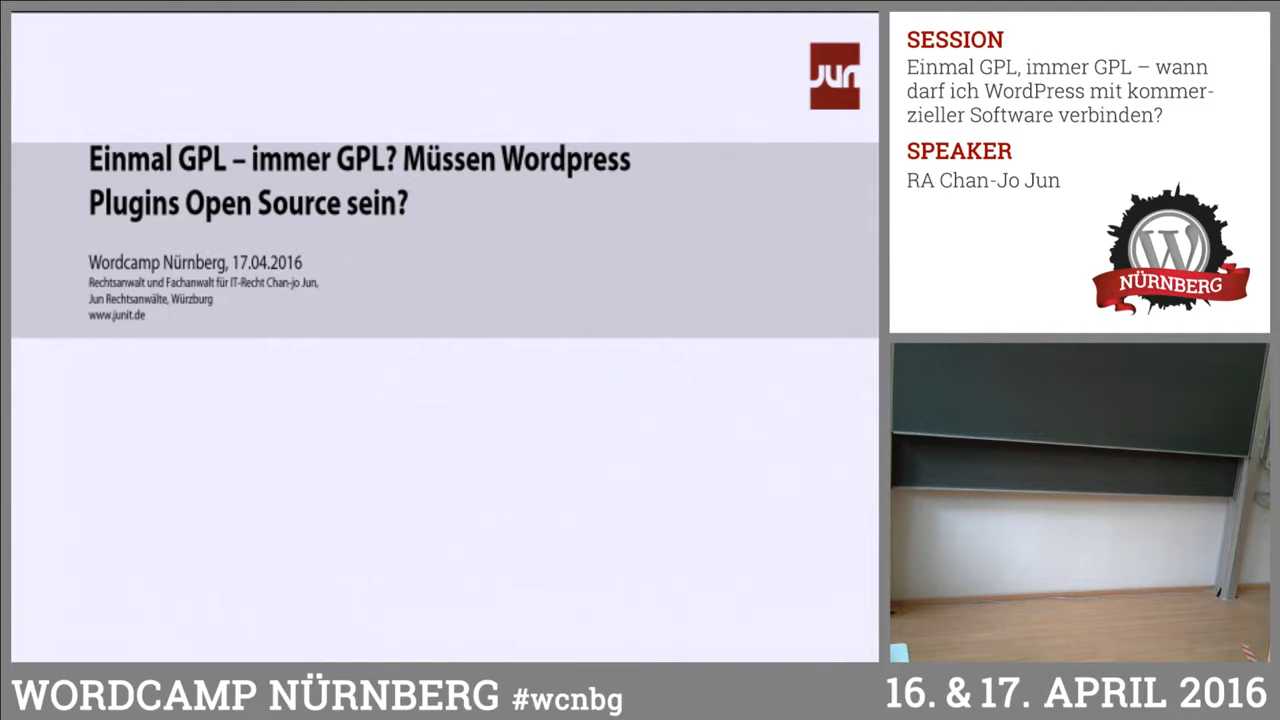 Jun
Einmal GPL – immer GPL? Müssen Wordpress
Plugins Open Source sein?
Wordcamp Nürnberg, 17.04.2016
Rechtsanwalt und Fachanwalt für IT-Recht Chan-jo Jun,
Jun Rechtsanwälte, Würzburg
www.junit.de
SESSION
Einmal GPL, immer GPL – wann
darf ich WordPress mit kommer-
zieller Software verbinden?
SPEAKER
RA Chan-Jo Jun
W
NÜRNBERG
WORDCAMP NÜRNBERG #wcnbg
16. & 17. APRIL 2016